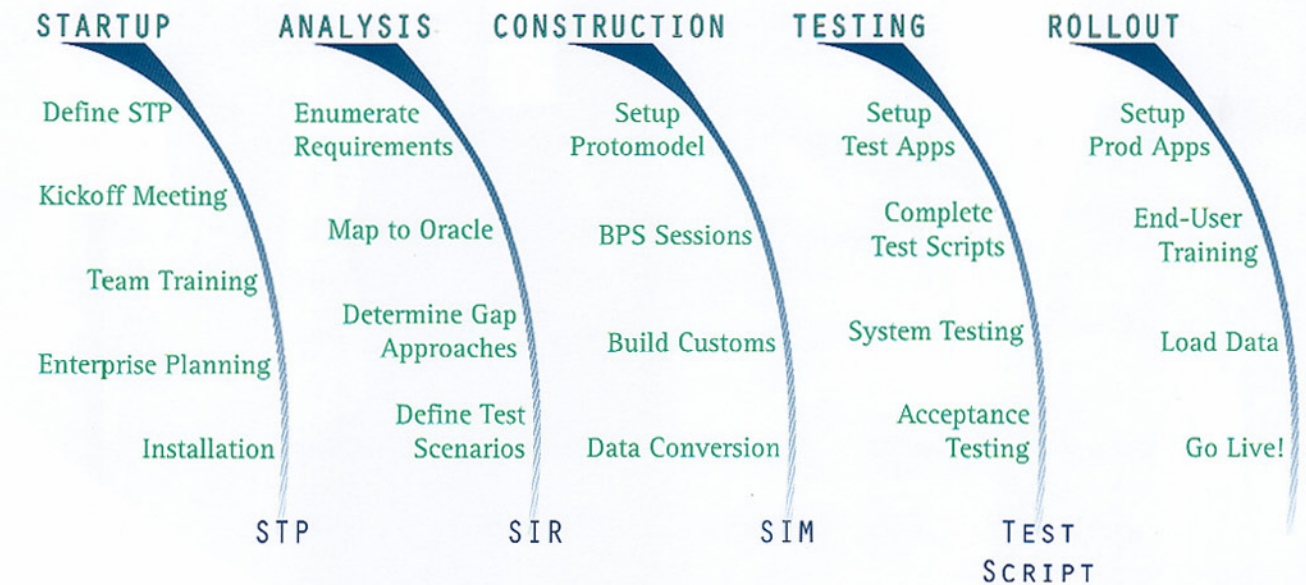 STARTUP
Define STP
Kickoff Meeting
Team Training
Enterprise Planning
Installation
STP
ANALYSIS
Enumerate
Requirements
Map to Oracle
Determine Gap
Approaches
Define Test
Scenarios
SIR
CONSTRUCTION
Setup
Protomodel
BPS Sessions
Build Customs
Data Conversion
SIM
TESTING
Setup
Test Apps
Complete
Test Scripts
System Testing
Acceptance
Testing
TEST
SCRIPT
ROLLOUT
Setup
Prod Apps
End-User
Training
Load Data
Go Live!